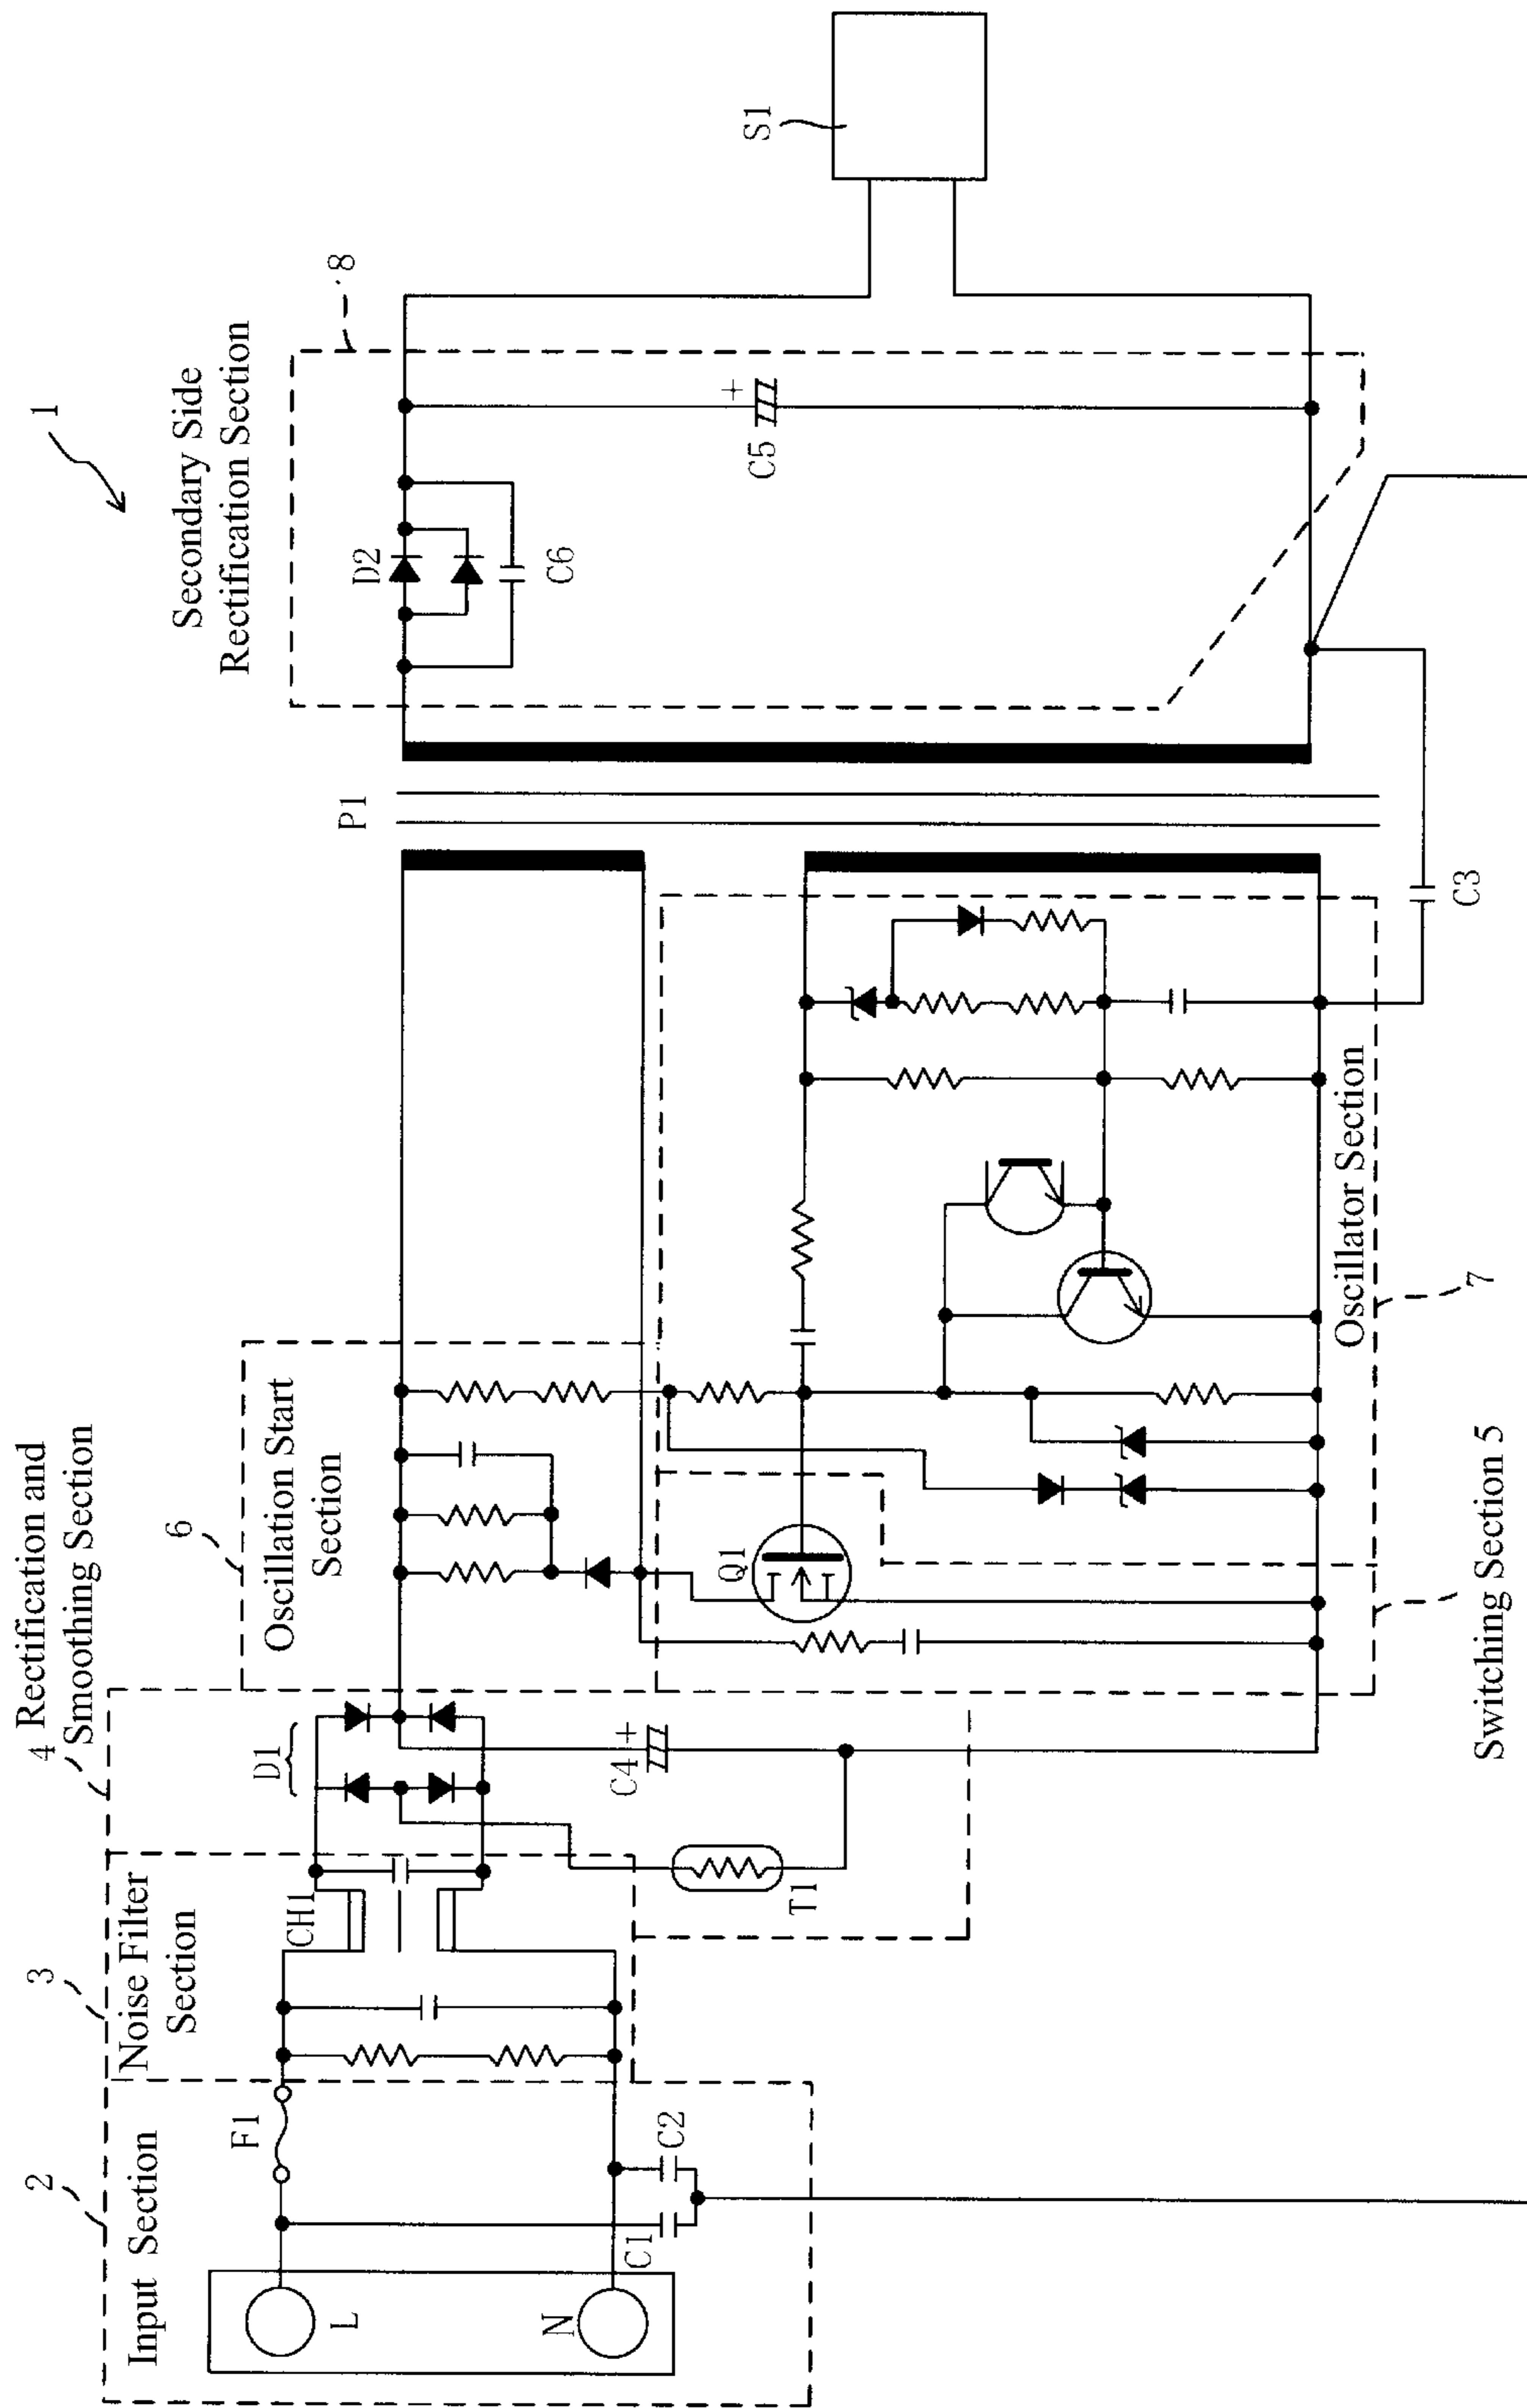 1
Secondary Side
Rectification Section
8
S1
D2
C6
C5
+
P1
C3
4 Rectification and
Smoothing Section
6
Oscillation Start
Section
Oscillator Section
7
Q1
Switching Section 5
D1
C4
+
T1
3
Noise Filter
Section
CH1
2
Input Section
F1
C1
C2
L
N